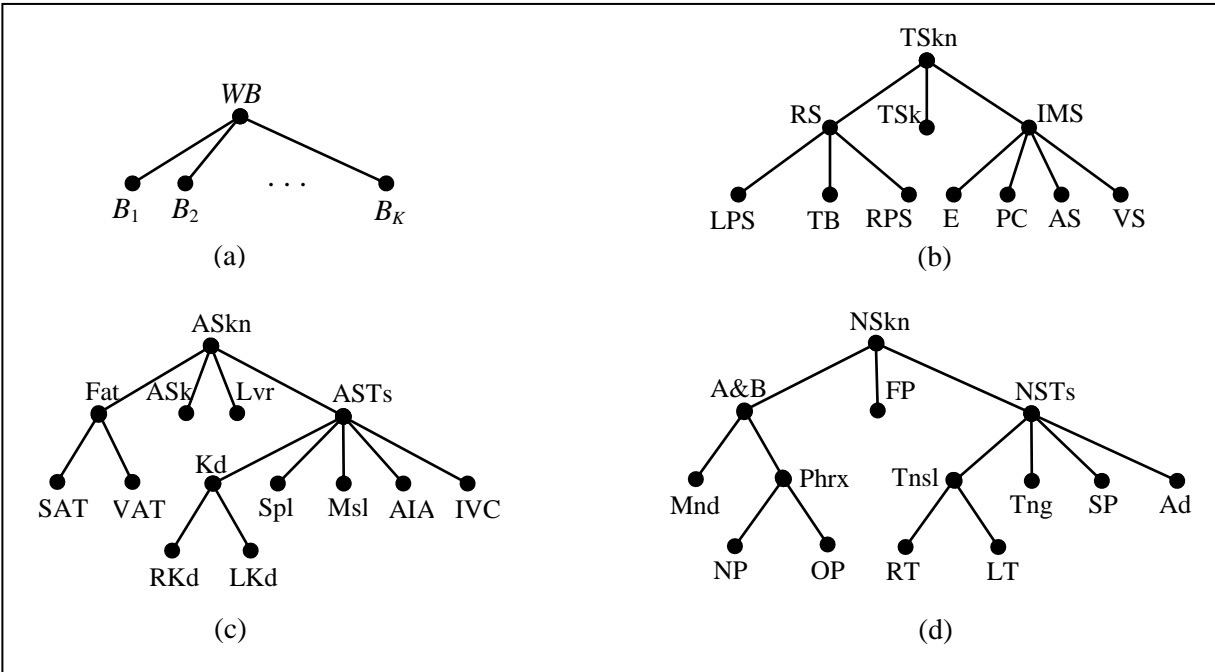 WB
B1 B2 . . . BK
(a)
TSkn
RS TSk IMS
LPS TB RPS E PC AS VS
(b)
ASkn
Fat ASk Lvr ASTs
Kd
SAT VAT Spl Msl AIA IVC
RKd LKd
(c)
NSkn
A&B FP NSTs
Mnd Phrx Tnsl Tng SP Ad
NP OP RT LT
(d)